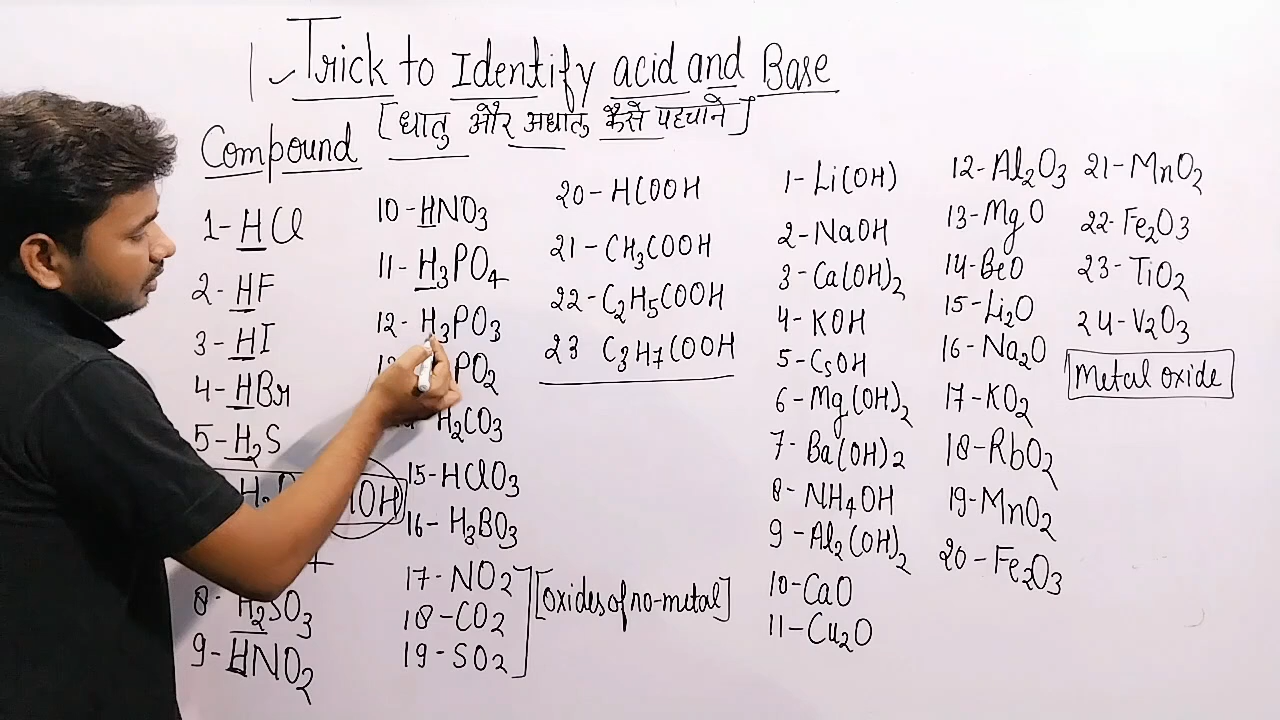 Trick to Identify acid and Base
[धातु और अधातु कैसे पहचाने]
Compound
1- HCl
2- HF
3- HI
4- HBr
5- H₂S
8- H₂SO₃
9- HNO₂
10- HNO₃
11- H₃PO₄
12- H₃PO₃
PO₂
H₂CO₃
15- HClO₃
16- H₃BO₃
17- NO₂
18- CO₂
19- SO₂
[oxides of no-metal]
20- HCOOH
21- CH₃COOH
22- C₂H₅COOH
23 C₃H₇COOH
1- Li(OH)
2- NaOH
3- Ca(OH)₂
4- KOH
5- CsOH
6- Mg(OH)₂
7- Ba(OH)₂
8- NH₄OH
9- Al₂(OH)₂
10- CaO
11- Cu₂O
12- Al₂O₃
13- MgO
14- BeO
15- Li₂O
16- Na₂O
17- KO₂
18- RbO₂
19- MnO₂
20- Fe₂O₃
21- MnO₂
22- Fe₂O₃
23- TiO₂
24- V₂O₃
Metal oxide